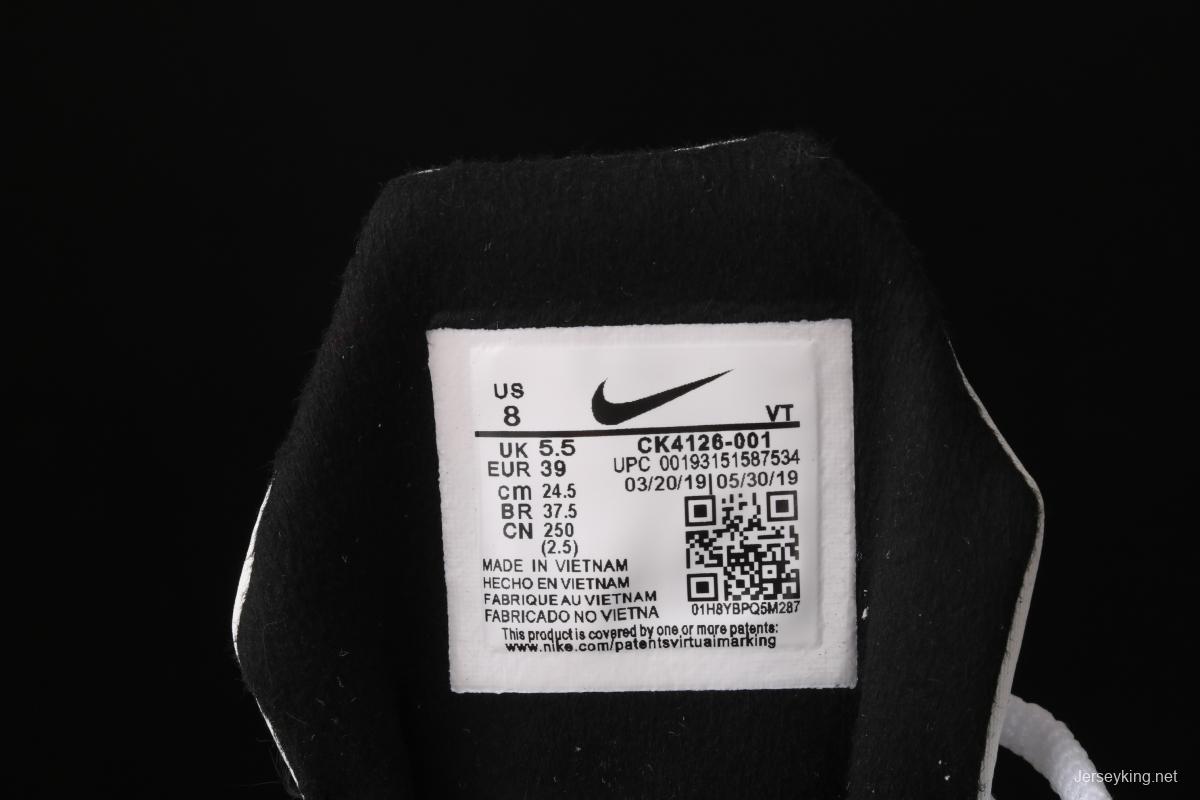 US
8
VT
UK 5.5
EUR 39
cm 24.5
BR 37.5
CN 250
(2.5)
CK4126-001
UPC 00193151587534
03/20/19|05/30/19
01H8YBPQ5M287
MADE IN VIETNAM
HECHO EN VIETNAM
FABRIQUE AU VIETNAM
FABRICADO NO VIETNA
This product is covered by one or more patents:
www.nike.com/patentsvirtualmarking
Jerseyking.net